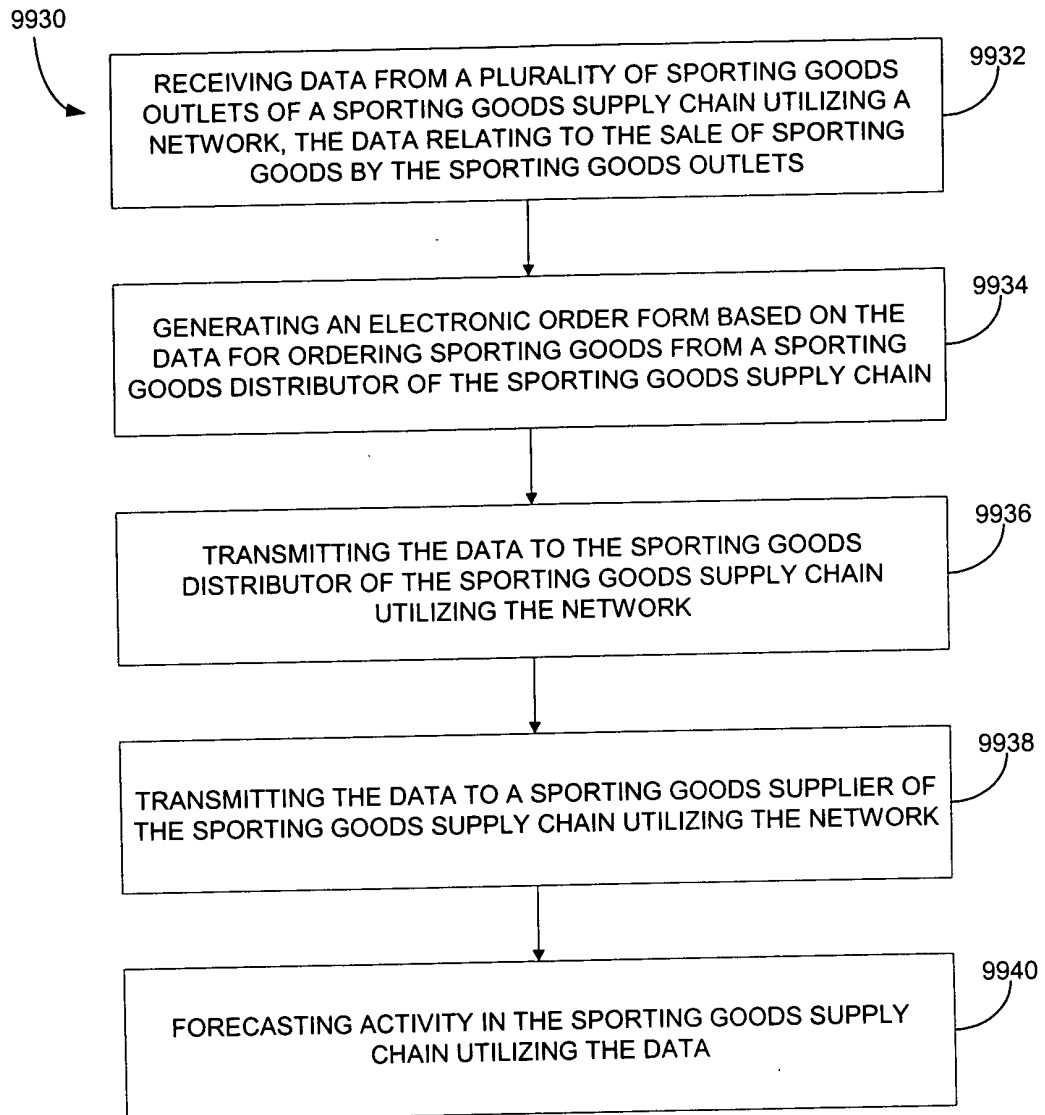 9930
9932
RECEIVING DATA FROM A PLURALITY OF SPORTING GOODS
OUTLETS OF A SPORTING GOODS SUPPLY CHAIN UTILIZING A
NETWORK, THE DATA RELATING TO THE SALE OF SPORTING
GOODS BY THE SPORTING GOODS OUTLETS
9934
GENERATING AN ELECTRONIC ORDER FORM BASED ON THE
DATA FOR ORDERING SPORTING GOODS FROM A SPORTING
GOODS DISTRIBUTOR OF THE SPORTING GOODS SUPPLY CHAIN
9936
TRANSMITTING THE DATA TO THE SPORTING GOODS
DISTRIBUTOR OF THE SPORTING GOODS SUPPLY CHAIN
UTILIZING THE NETWORK
9938
TRANSMITTING THE DATA TO A SPORTING GOODS SUPPLIER OF
THE SPORTING GOODS SUPPLY CHAIN UTILIZING THE NETWORK
9940
FORECASTING ACTIVITY IN THE SPORTING GOODS SUPPLY
CHAIN UTILIZING THE DATA